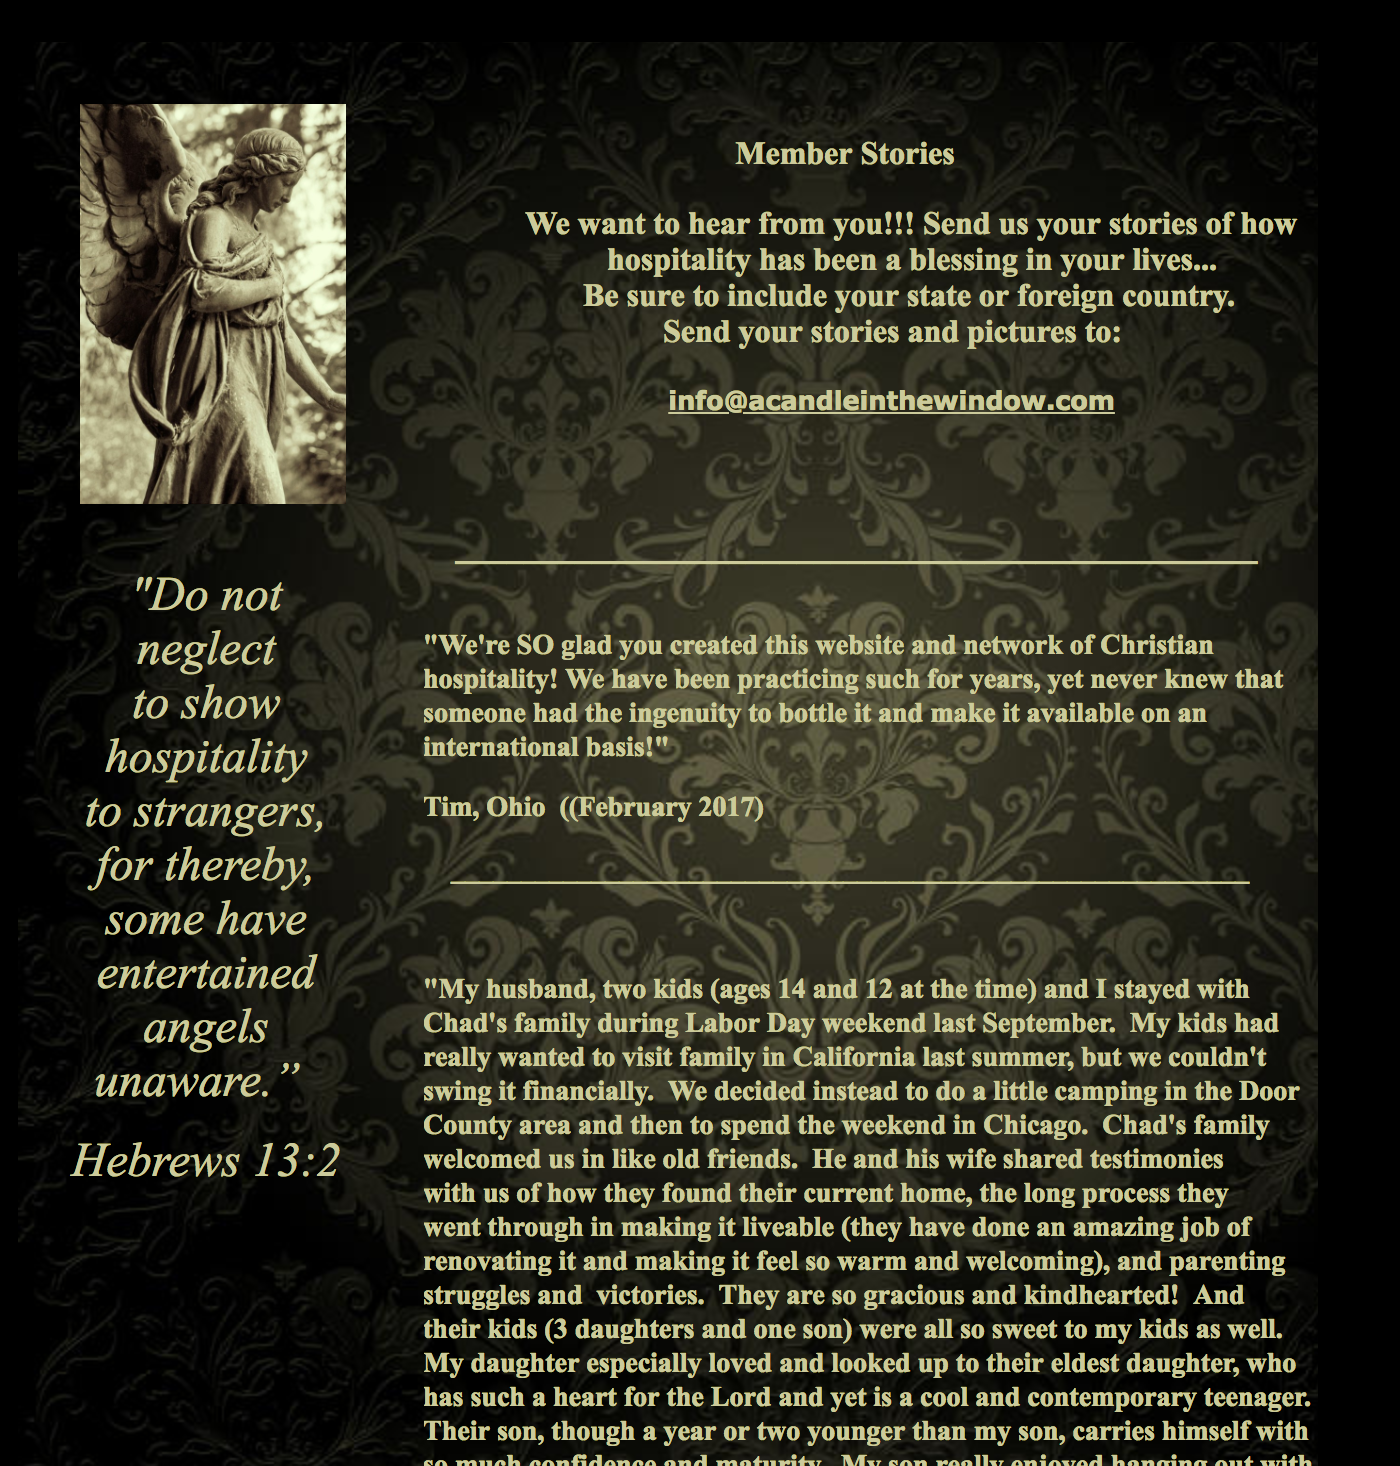 Member Stories
We want to hear from you!!! Send us your stories of how
hospitality has been a blessing in your lives...
Be sure to include your state or foreign country.
Send your stories and pictures to:
info@acandleinthewindow.com
"Do not
neglect
to show
hospitality
to strangers,
for thereby,
some have
entertained
angels
unaware.”
Hebrews 13:2
"We're SO glad you created this website and network of Christian
hospitality! We have been practicing such for years, yet never knew that
someone had the ingenuity to bottle it and make it available on an
international basis!"
Tim, Ohio  ((February 2017)
"My husband, two kids (ages 14 and 12 at the time) and I stayed with
Chad's family during Labor Day weekend last September.  My kids had
really wanted to visit family in California last summer, but we couldn't
swing it financially.  We decided instead to do a little camping in the Door
County area and then to spend the weekend in Chicago.  Chad's family
welcomed us in like old friends.  He and his wife shared testimonies
with us of how they found their current home, the long process they
went through in making it liveable (they have done an amazing job of
renovating it and making it feel so warm and welcoming), and parenting
struggles and  victories.  They are so gracious and kindhearted!  And
their kids (3 daughters and one son) were all so sweet to my kids as well.
My daughter especially loved and looked up to their eldest daughter, who
has such a heart for the Lord and yet is a cool and contemporary teenager.
Their son, though a year or two younger than my son, carries himself with
so much confidence and maturity.  My son really enjoyed hanging out with